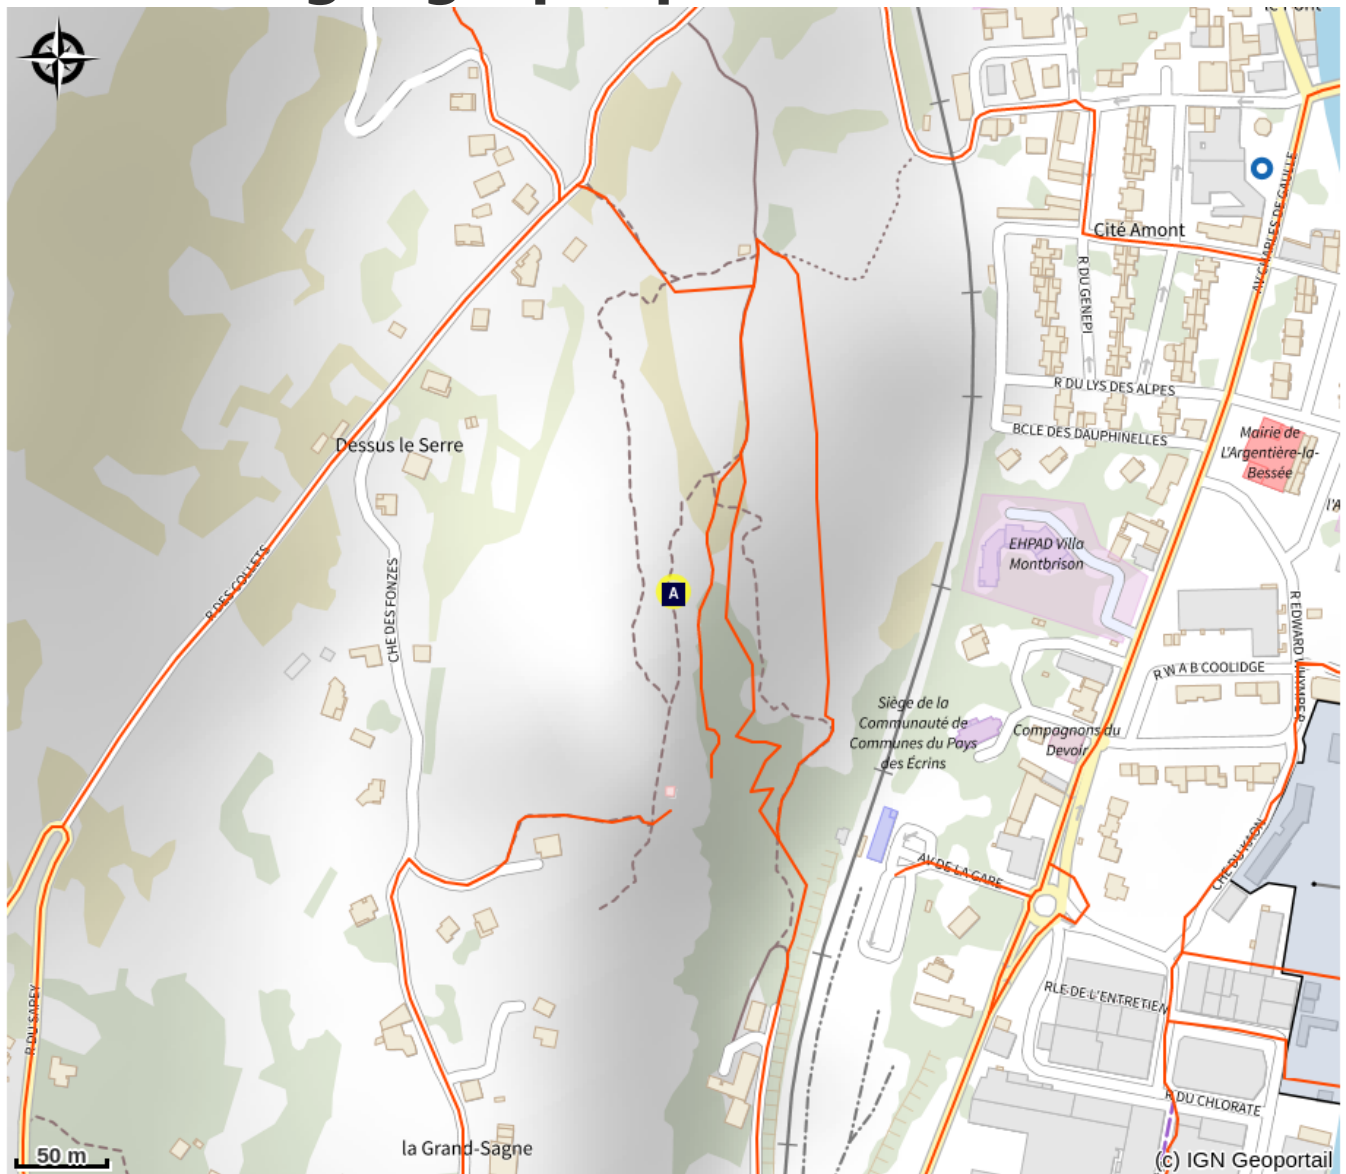 le Pont
Cité Amont
AV CHARLES DE GAULLE
R DU GENEPI
R DU LYS DES ALPES
BCLE DES DAUPHINELLES
Mairie de
L'Argentière-la-
Bessée
l'A
Dessus le Serre
EHPAD Villa
Montbrison
R DES COLLETS
CHE DES FONZES
A
R EDWARD WHYMPER
R W A B COOLIDGE
Siège de la
Communauté de
Communes du Pays
des Écrins
Compagnons du
Devoir
CHE DU KAON
AV DE LA GARE
RLE DE L'ENTRETIEN
R DU SAPEY
R DU CHLORATE
la Grand-Sagne
50 m
(c) IGN Geoportail